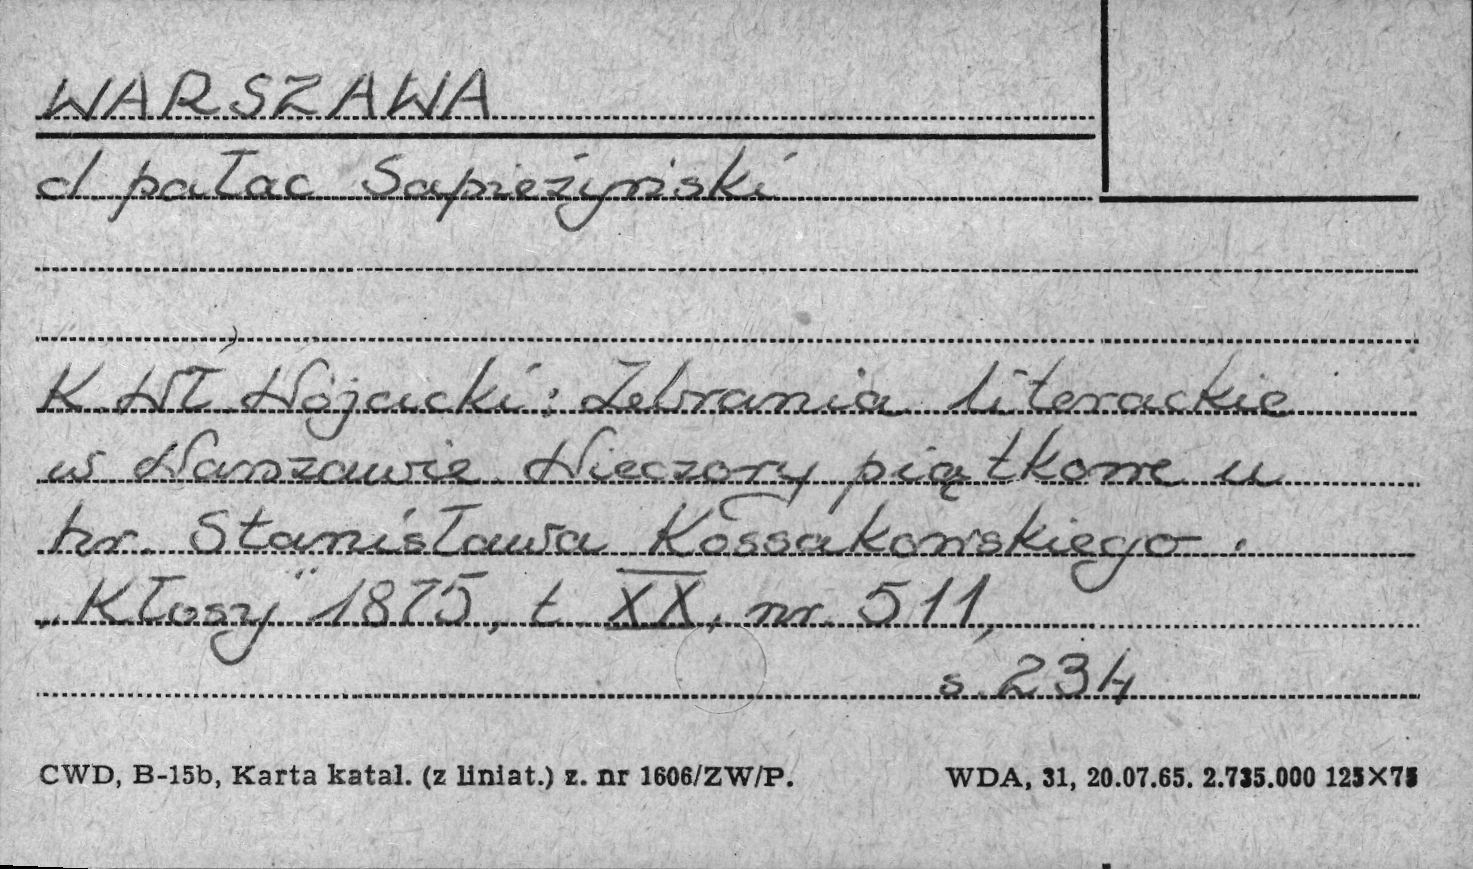 WARSZAWA
d pałac Sapieżyński
K. Wł. Wójcicki: Zebrania literackie
w Warszawie. Wieczory piątkowe u
hr. Stanisława Kossakowskiego.
„Kłosy" 1875, t. XX, nr. 511,
s. 234
CWD, B-15b, Karta katal. (z liniat.) z. nr 1606/ZW/P. WDA, 31, 20.07.65. 2.735.000 125×75